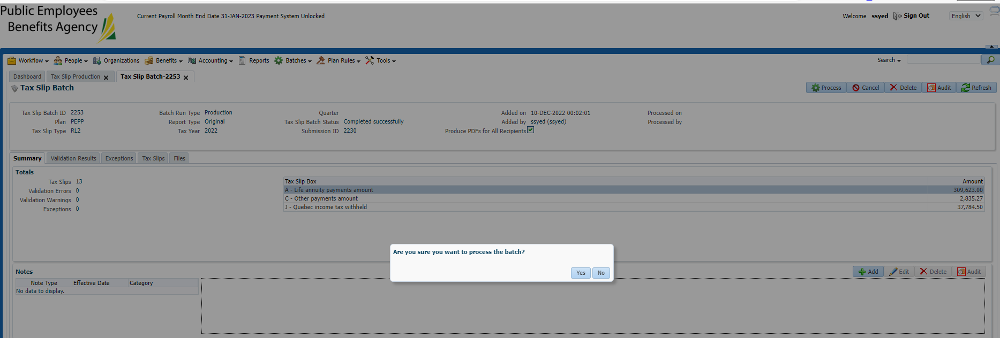 Public Employees
Benefits Agency
Current Payroll Month End Date 31-JAN-2023 Payment System Unlocked
Welcome ssyed Sign Out English
Workflow People Organizations Benefits Accounting Reports Batches Plan Rules Tools Search
Dashboard Tax Slip Production Tax Slip Batch-2253
Tax Slip Batch Process Cancel Delete Audit Refresh
Tax Slip Batch ID 2253 Batch Run Type Production Quarter Added on 10-DEC-2022 00:02:01 Processed on
Plan PEPP Report Type Original Tax Slip Batch Status Completed successfully Added by ssyed (ssyed) Processed by
Tax Slip Type RL2 Tax Year 2022 Submission ID 2230 Produce PDFs for All Recipients
Summary Validation Results Exceptions Tax Slips Files
Totals
Tax Slips 13
Validation Errors 0
Validation Warnings 0
Exceptions 0
Tax Slip Box Amount
A - Life annuity payments amount 309,623.00
C - Other payments amount 2,835.27
J - Quebec income tax withheld 37,784.50
Are you sure you want to process the batch?
Yes No
Notes Add Edit Delete Audit
Note Type Effective Date Category
No data to display.